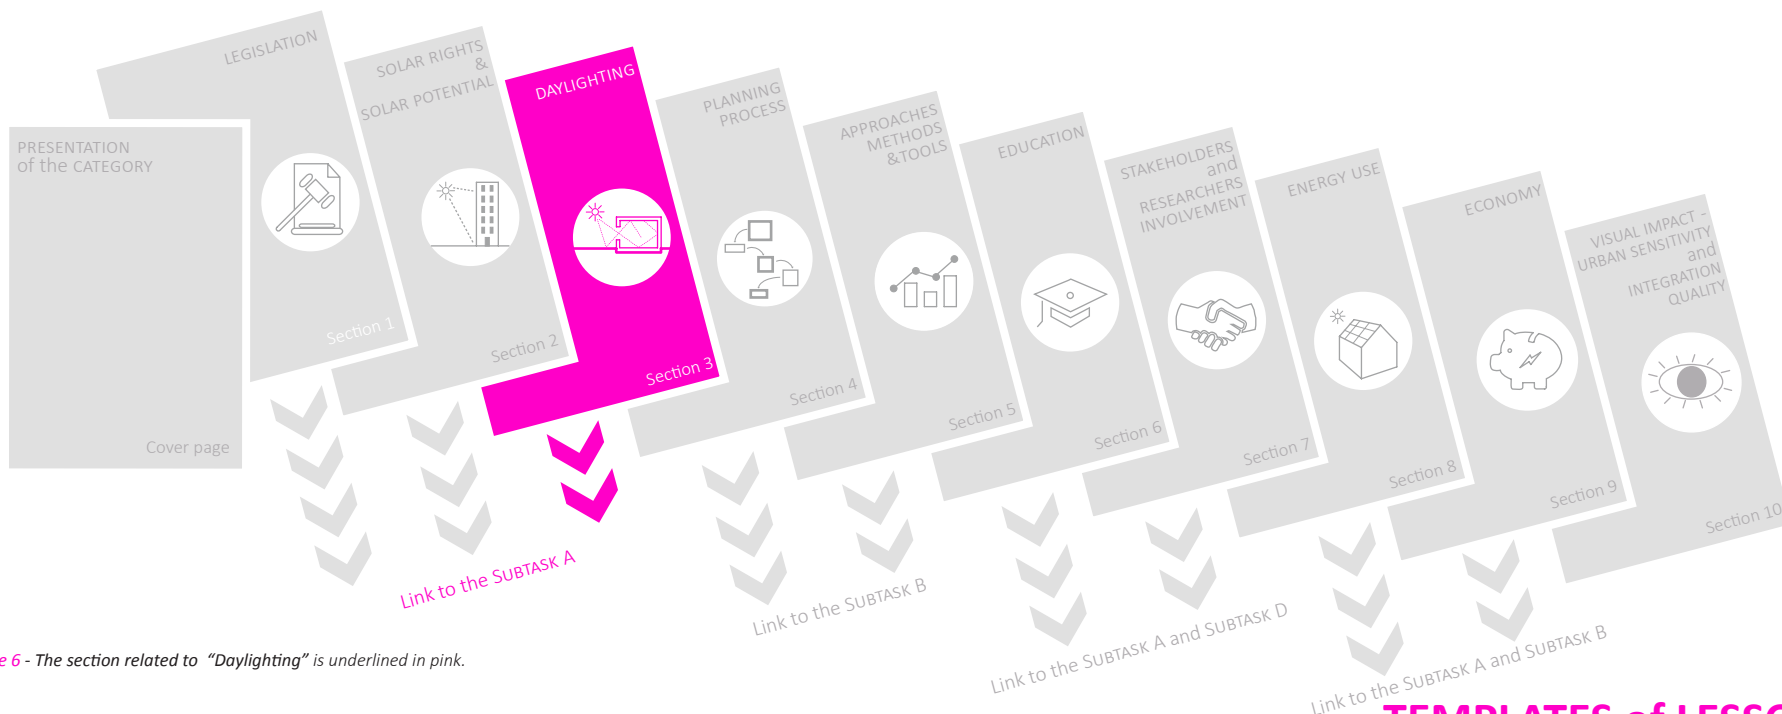 PRESENTATION
of the CATEGORY
Cover page
LEGISLATION
Section 1
SOLAR RIGHTS
&
SOLAR POTENTIAL
Section 2
DAYLIGHTING
Section 3
PLANNING
PROCESS
Section 4
APPROACHES
METHODS
&TOOLS
Section 5
EDUCATION
Section 6
STAKEHOLDERS
and
RESEARCHERS
INVOLVEMENT
Section 7
ENERGY USE
Section 8
ECONOMY
Section 9
VISUAL IMPACT -
URBAN SENSITIVITY
and
INTEGRATION
QUALITY
Section 10
Link to the SUBTASK A
Link to the SUBTASK B
Link to the SUBTASK A and SUBTASK D
Link to the SUBTASK A and SUBTASK B
e 6 - The section related to “Daylighting” is underlined in pink.
TEMPLATES of